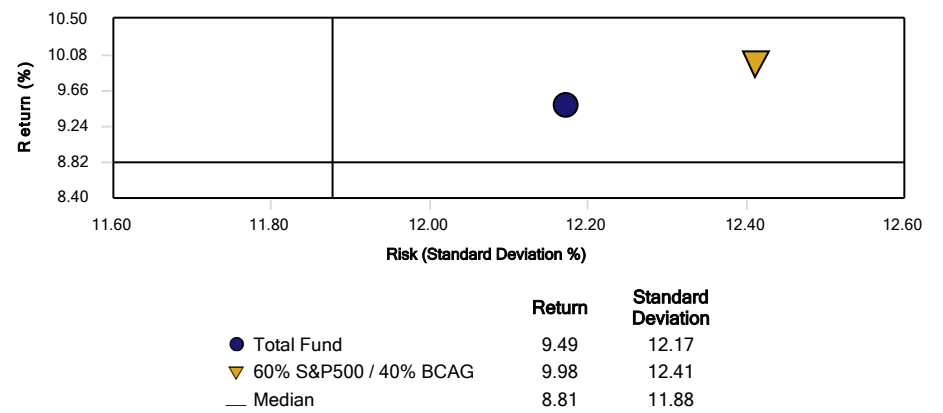 10.50
10.08
9.66
9.24
8.82
8.40
Return (%)
11.60 11.80 12.00 12.20 12.40 12.60
Risk (Standard Deviation %)
Return Standard Deviation
Total Fund 9.49 12.17
60% S&P500 / 40% BCAG 9.98 12.41
Median 8.81 11.88